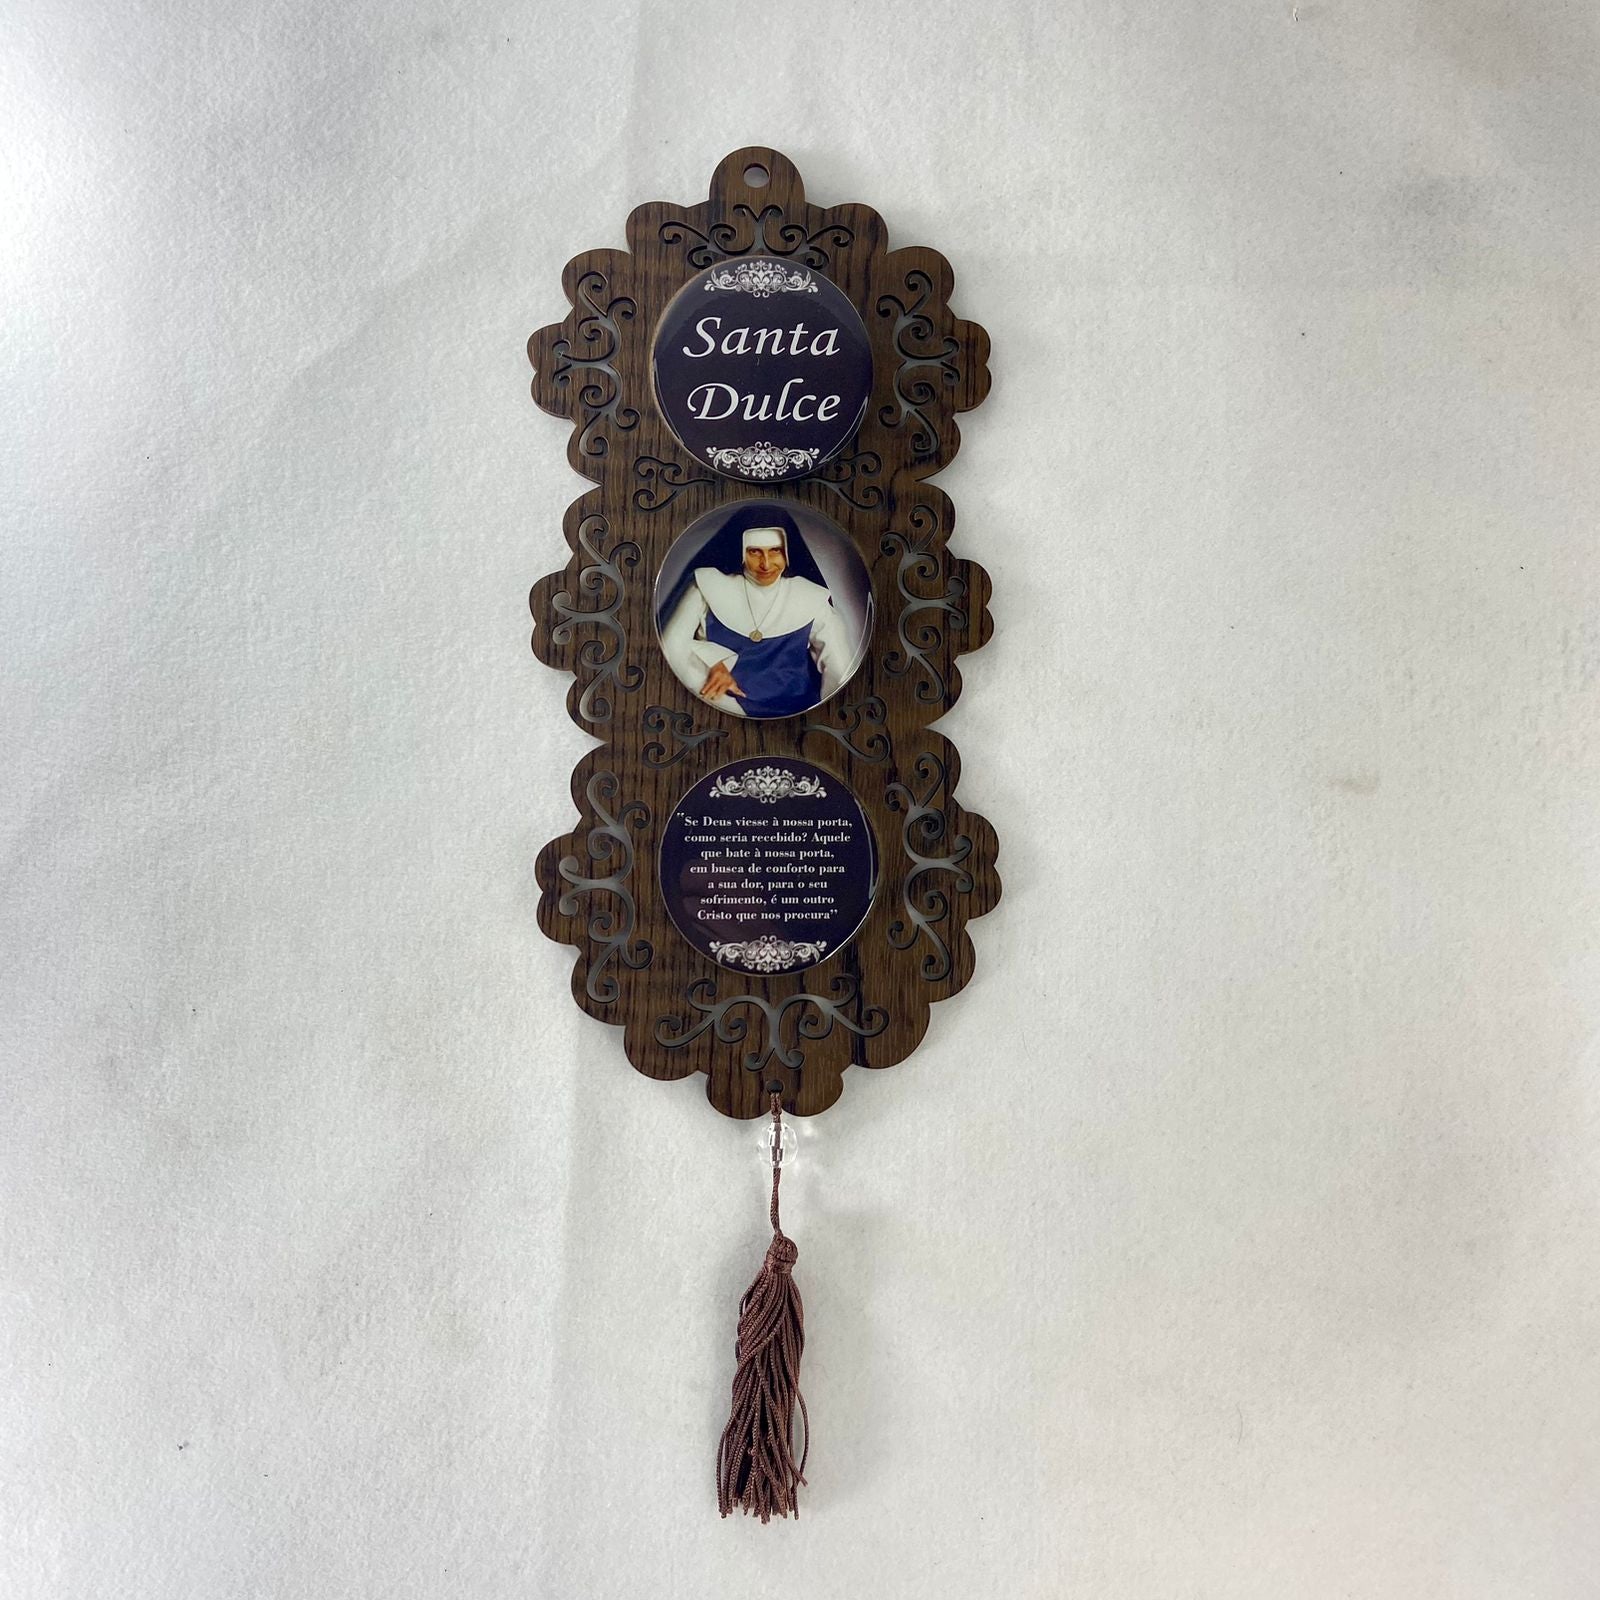 Santa
Dulce
"Se Deus viesse à nossa porta,
como seria recebido? Aquele
que bate à nossa porta,
em busca de conforto para
a sua dor, para o seu
sofrimento, é um outro
Cristo que nos procura"